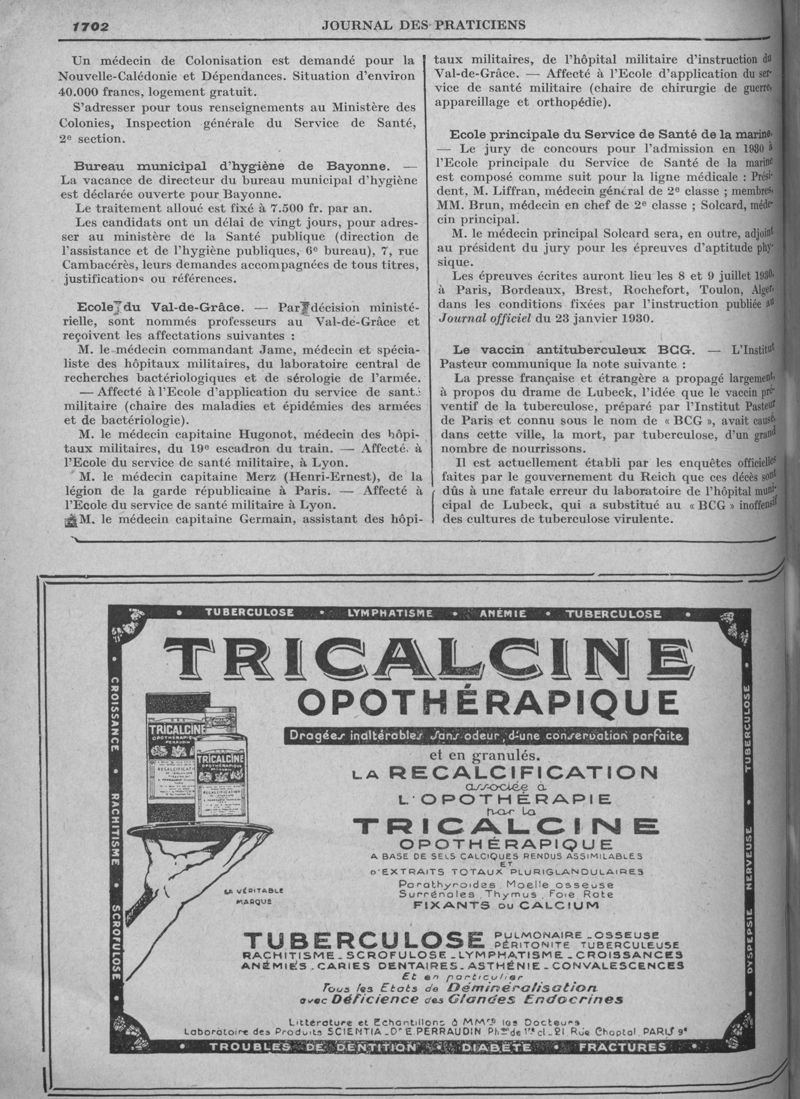 1702
JOURNAL DES PRATICIENS
Un médecin de Colonisation est demandé pour la
Nouvelle-Calédonie et Dépendances. Situation d'environ
40.000 francs, logement gratuit.
S'adresser pour tous renseignements au Ministère des
Colonies, Inspection générale du Service de Santé,
2e section.
Bureau municipal d'hygiène de Bayonne. —
La vacance de directeur du bureau municipal d'hygiène
est déclarée ouverte pour Bayonne.
Le traitement alloué est fixé à 7.500 fr. par an.
Les candidats ont un délai de vingt jours, pour adres-
ser au ministère de la Santé publique (direction de
l'assistance et de l'hygiène publiques, 6e bureau), 7, rue
Cambacérès, leurs demandes accompagnées de tous titres,
justifications ou références.
Ecole du Val-de-Grâce. — Par décision ministé-
rielle, sont nommés professeurs au Val-de-Grâce et
reçoivent les affectations suivantes :
M. le médecin commandant Jame, médecin et spécia-
liste des hôpitaux militaires, du laboratoire central de
recherches bactériologiques et de sérologie de l'armée.
— Affecté à l'Ecole d'application du service de santé
militaire (chaire des maladies et épidémies des armées
et de bactériologie).
M. le médecin capitaine Hugonot, médecin des hôpi-
taux militaires, du 19e escadron du train. — Affecté à
l'Ecole du service de santé militaire, à Lyon.
M. le médecin capitaine Merz (Henri-Ernest), de la
légion de la garde républicaine à Paris. — Affecté à
l'Ecole du service de santé militaire à Lyon.
M. le médecin capitaine Germain, assistant des hôpi-
taux militaires, de l'hôpital militaire d'instruction du
Val-de-Grâce. — Affecté à l'Ecole d'application du ser-
vice de santé militaire (chaire de chirurgie de guerre,
appareillage et orthopédie).
Ecole principale du Service de Santé de la marine.
— Le jury de concours pour l'admission en 1930 à
l'Ecole principale du Service de Santé de la marine
est composé comme suit pour la ligne médicale : Prési-
dent, M. Liffran, médecin général de 2e classe ; membres,
MM. Brun, médecin en chef de 2e classe ; Solcard, méde-
cin principal.
M. le médecin principal Solcard sera, en outre, adjoint
au président du jury pour les épreuves d'aptitude phy-
sique.
Les épreuves écrites auront lieu les 8 et 9 juillet 1930,
à Paris, Bordeaux, Brest, Rochefort, Toulon, Alger,
dans les conditions fixées par l'instruction publiée au
Journal officiel du 23 janvier 1930.
Le vaccin antituberculeux BCG. — L'Institut
Pasteur communique la note suivante :
La presse française et étrangère a propagé largement,
à propos du drame de Lubeck, l'idée que le vaccin pré-
ventif de la tuberculose, préparé par l'Institut Pasteur
de Paris et connu sous le nom de « BCG », avait causé,
dans cette ville, la mort, par tuberculose, d'un grand
nombre de nourrissons.
Il est actuellement établi par les enquêtes officielles
faites par le gouvernement du Reich que ces décès sont
dûs à une fatale erreur du laboratoire de l'hôpital muni-
cipal de Lubeck, qui a substitué au « BCG » inoffensif
des cultures de tuberculose virulente.
• TUBERCULOSE • LYMPHATISME • ANÉMIE • TUBERCULOSE •
CROISSANCE • RACHITISME • SCROFULOSE
TUBERCULOSE • DYSPEPSIE NERVEUSE
TRICALCINE
OPOTHÉRAPIQUE
Dragées inaltérables sans odeur, d'une conservation parfaite
et en granulés.
LA RECALCIFICATION
associée a
L'OPOTHÉRAPIE
par la
TRICALCINE
OPOTHÉRAPIQUE
A BASE DE SELS CALCIQUES RENDUS ASSIMILABLES
ET
D'EXTRAITS TOTAUX PLURIGLANDULAIRES
Parathyroides, Moelle osseuse
Surrénales, Thymus, Foie Rate
FIXANTS DU CALCIUM
TRICALCINE
OPOTHÉRAPIQUE
PERRAUDIN
RECALCIFICATION
TRICALCINE
OPOTHÉRAPIQUE
LA VÉRITABLE
MARQUE
TUBERCULOSE PULMONAIRE - OSSEUSE
PÉRITONITE TUBERCULEUSE
RACHITISME - SCROFULOSE - LYMPHATISME - CROISSANCES
ANÉMIES . CARIES DENTAIRES - ASTHÉNIE - CONVALESCENCES
Et en particulier
Tous les Etats de Déminéralisation
avec Déficience des Glandes Endocrines
Littérature et Echantillons à MMrs les Docteurs
Laboratoire des Produits SCIENTIA - Dr E. PERRAUDIN Phien de 1re cl. - 21 Rue Chaptal PARIS 9e
• TROUBLES DE DENTITION • DIABÈTE • FRACTURES •